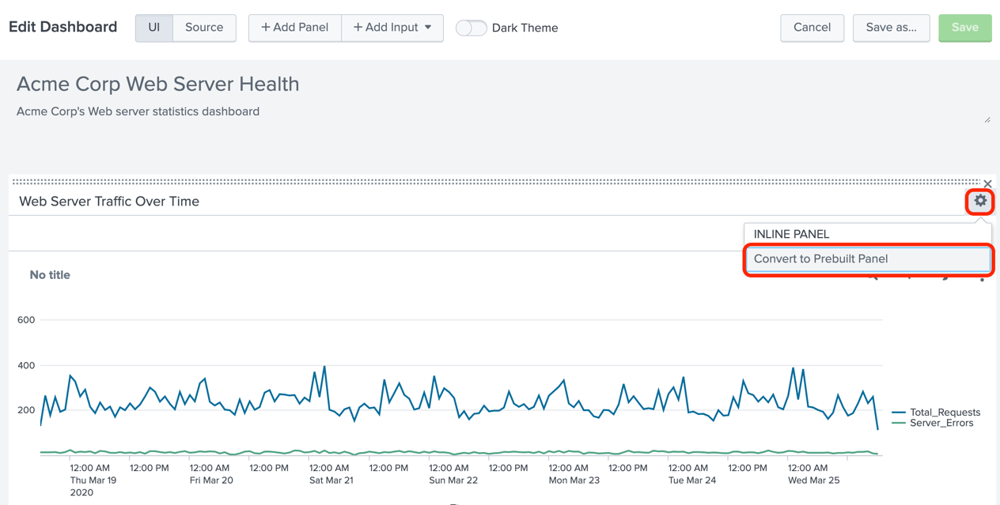 Edit Dashboard UI Source + Add Panel + Add Input Dark Theme Cancel Save as... Save
Acme Corp Web Server Health
Acme Corp's Web server statistics dashboard
Web Server Traffic Over Time
INLINE PANEL
Convert to Prebuilt Panel
No title
600
400
200
Total_Requests
Server_Errors
12:00 AM 12:00 PM 12:00 AM 12:00 PM 12:00 AM 12:00 PM 12:00 AM 12:00 PM 12:00 AM 12:00 PM 12:00 AM 12:00 PM 12:00 AM
Thu Mar 19 Fri Mar 20 Sat Mar 21 Sun Mar 22 Mon Mar 23 Tue Mar 24 Wed Mar 25
2020